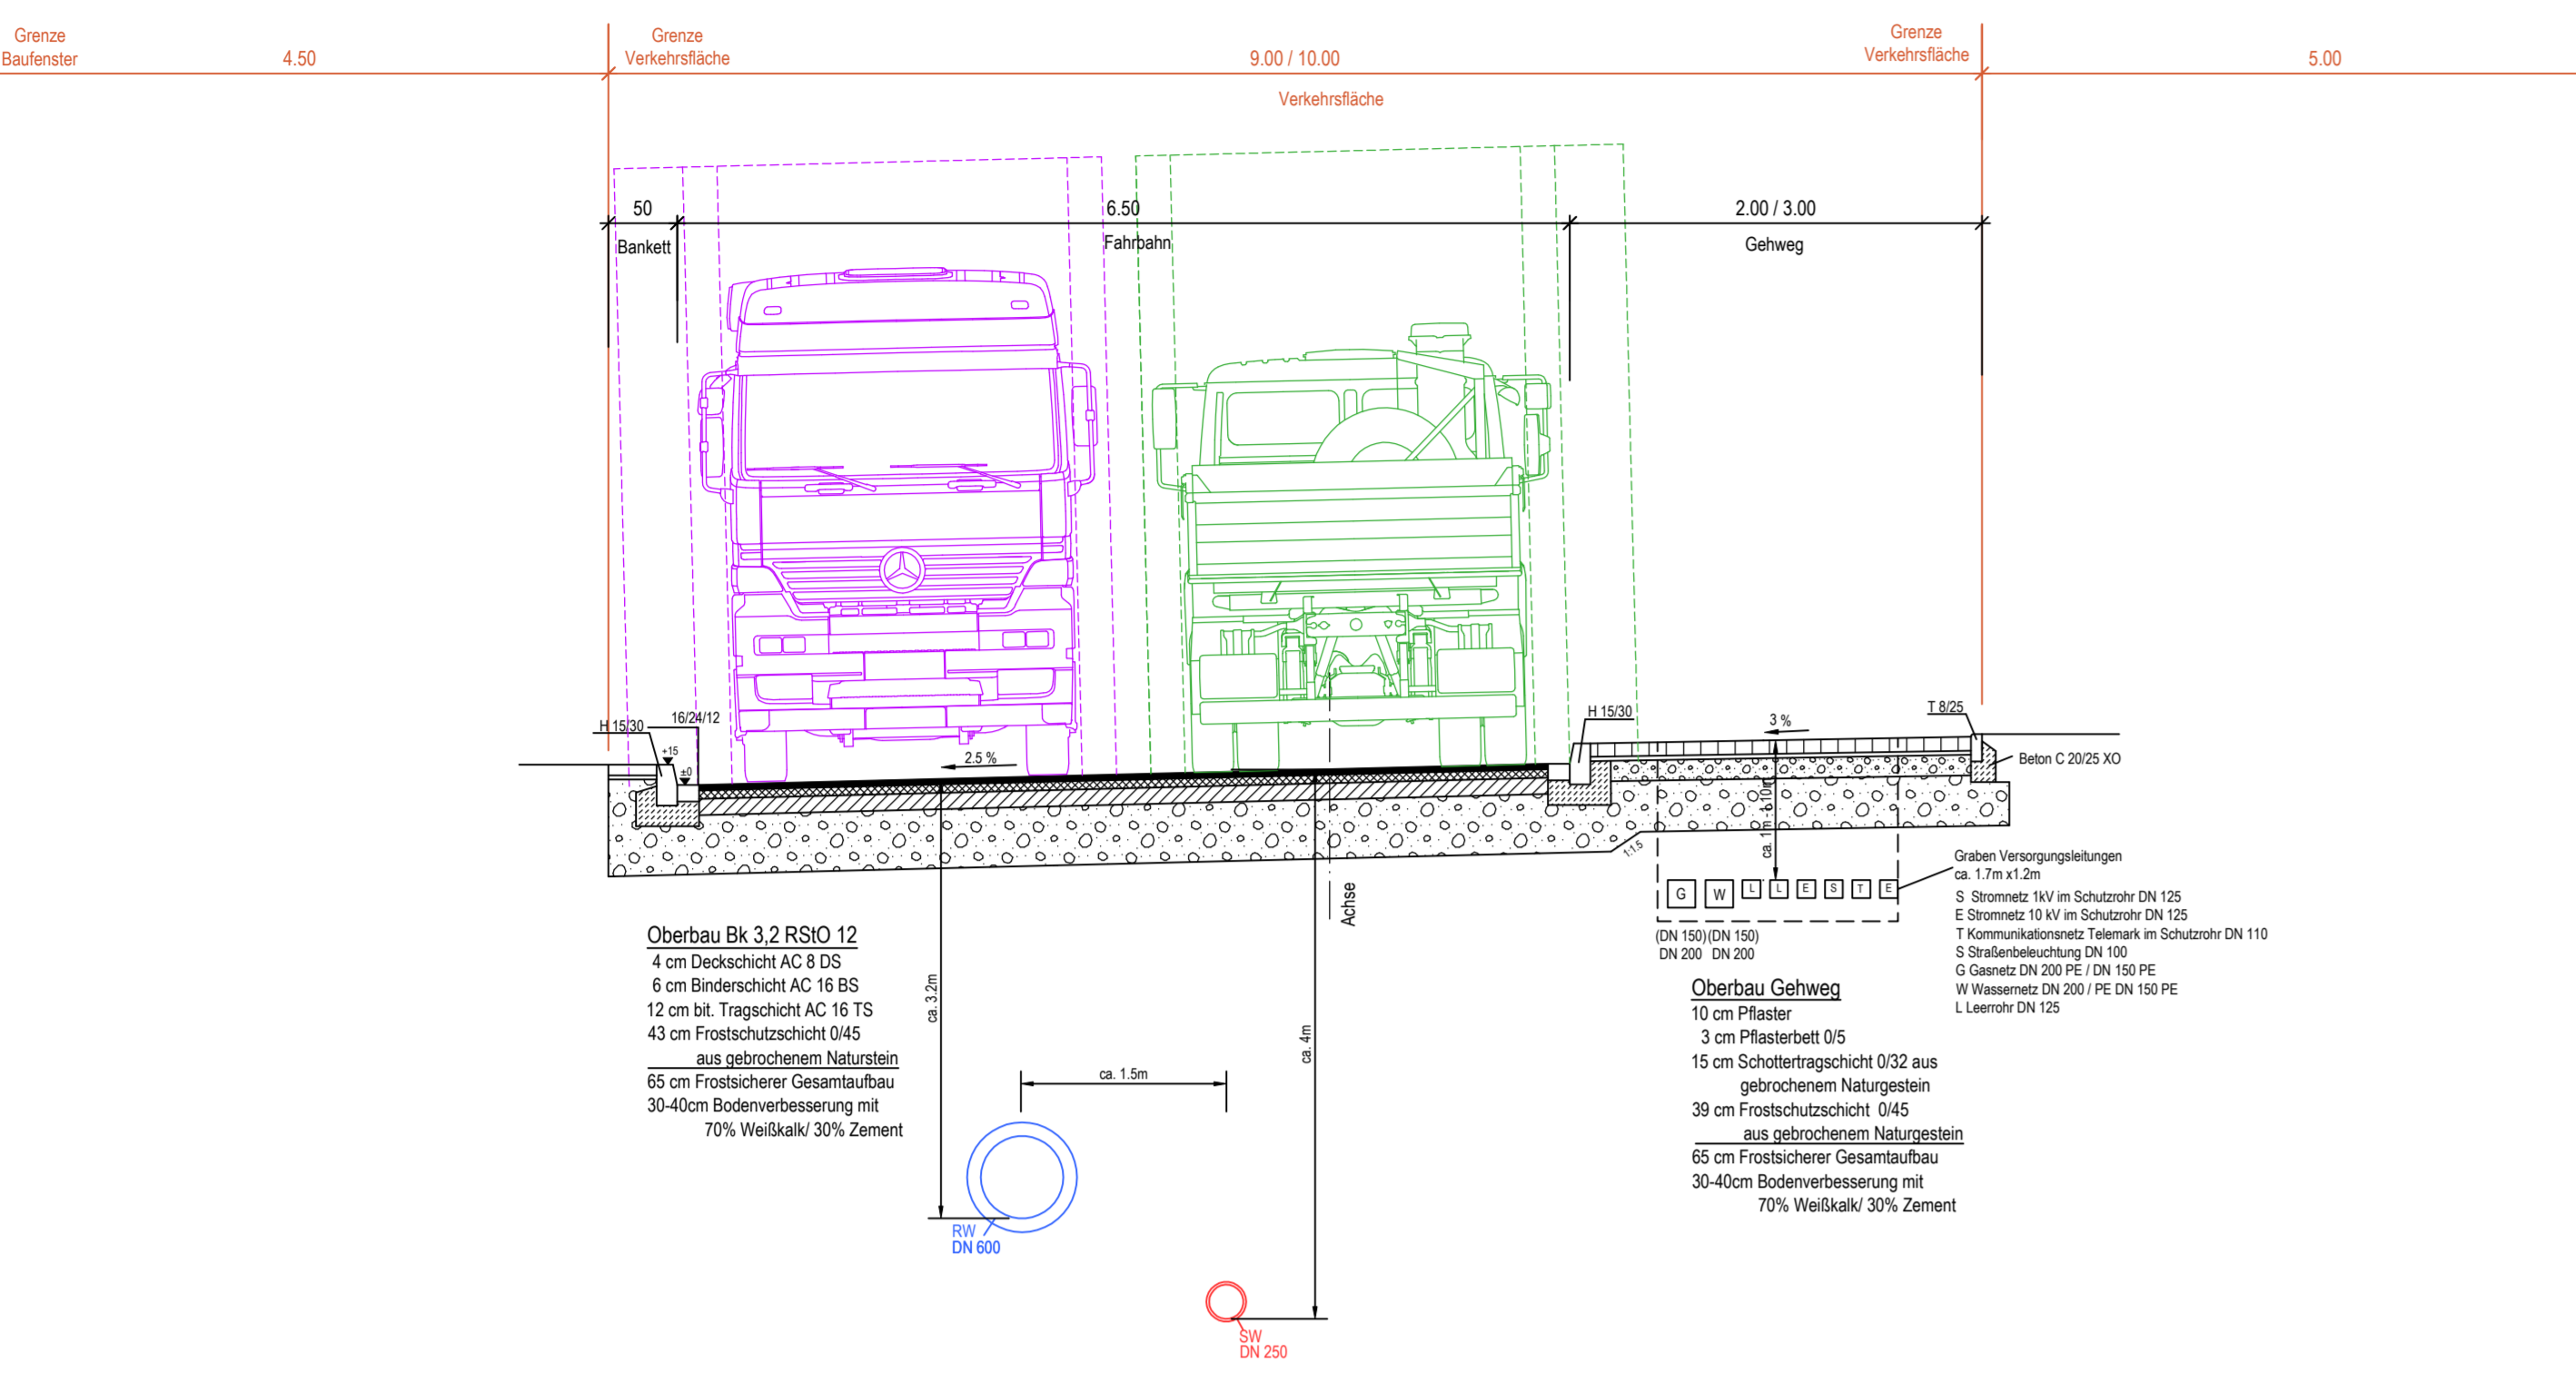 Grenze
Baufenster
4.50
Grenze
Verkehrsfläche
9.00 / 10.00
Verkehrsfläche
Grenze
Verkehrsfläche
5.00
50
Bankett
6.50
Fahrbahn
2.00 / 3.00
Gehweg
H 15/30
16/24/12
+15
±0
2.5 %
H 15/30
3 %
T 8/25
Beton C 20/25 XO
1:1.5
Achse
ca. 3.2m
ca. 4m
ca. 1.5m
G W L L E S T E
(DN 150)(DN 150)
DN 200 DN 200
Graben Versorgungsleitungen
ca. 1.7m x1.2m
S Stromnetz 1kV im Schutzrohr DN 125
E Stromnetz 10 kV im Schutzrohr DN 125
T Kommunikationsnetz Telemark im Schutzrohr DN 110
S Straßenbeleuchtung DN 100
G Gasnetz DN 200 PE / DN 150 PE
W Wassernetz DN 200 / PE DN 150 PE
L Leerrohr DN 125
Oberbau Bk 3,2 RStO 12
4 cm Deckschicht AC 8 DS
6 cm Binderschicht AC 16 BS
12 cm bit. Tragschicht AC 16 TS
43 cm Frostschutzschicht 0/45
aus gebrochenem Naturstein
65 cm Frostsicherer Gesamtaufbau
30-40cm Bodenverbesserung mit
70% Weißkalk/ 30% Zement
Oberbau Gehweg
10 cm Pflaster
3 cm Pflasterbett 0/5
15 cm Schottertragschicht 0/32 aus
gebrochenem Naturgestein
39 cm Frostschutzschicht 0/45
aus gebrochenem Naturgestein
65 cm Frostsicherer Gesamtaufbau
30-40cm Bodenverbesserung mit
70% Weißkalk/ 30% Zement
RW
DN 600
SW
DN 250